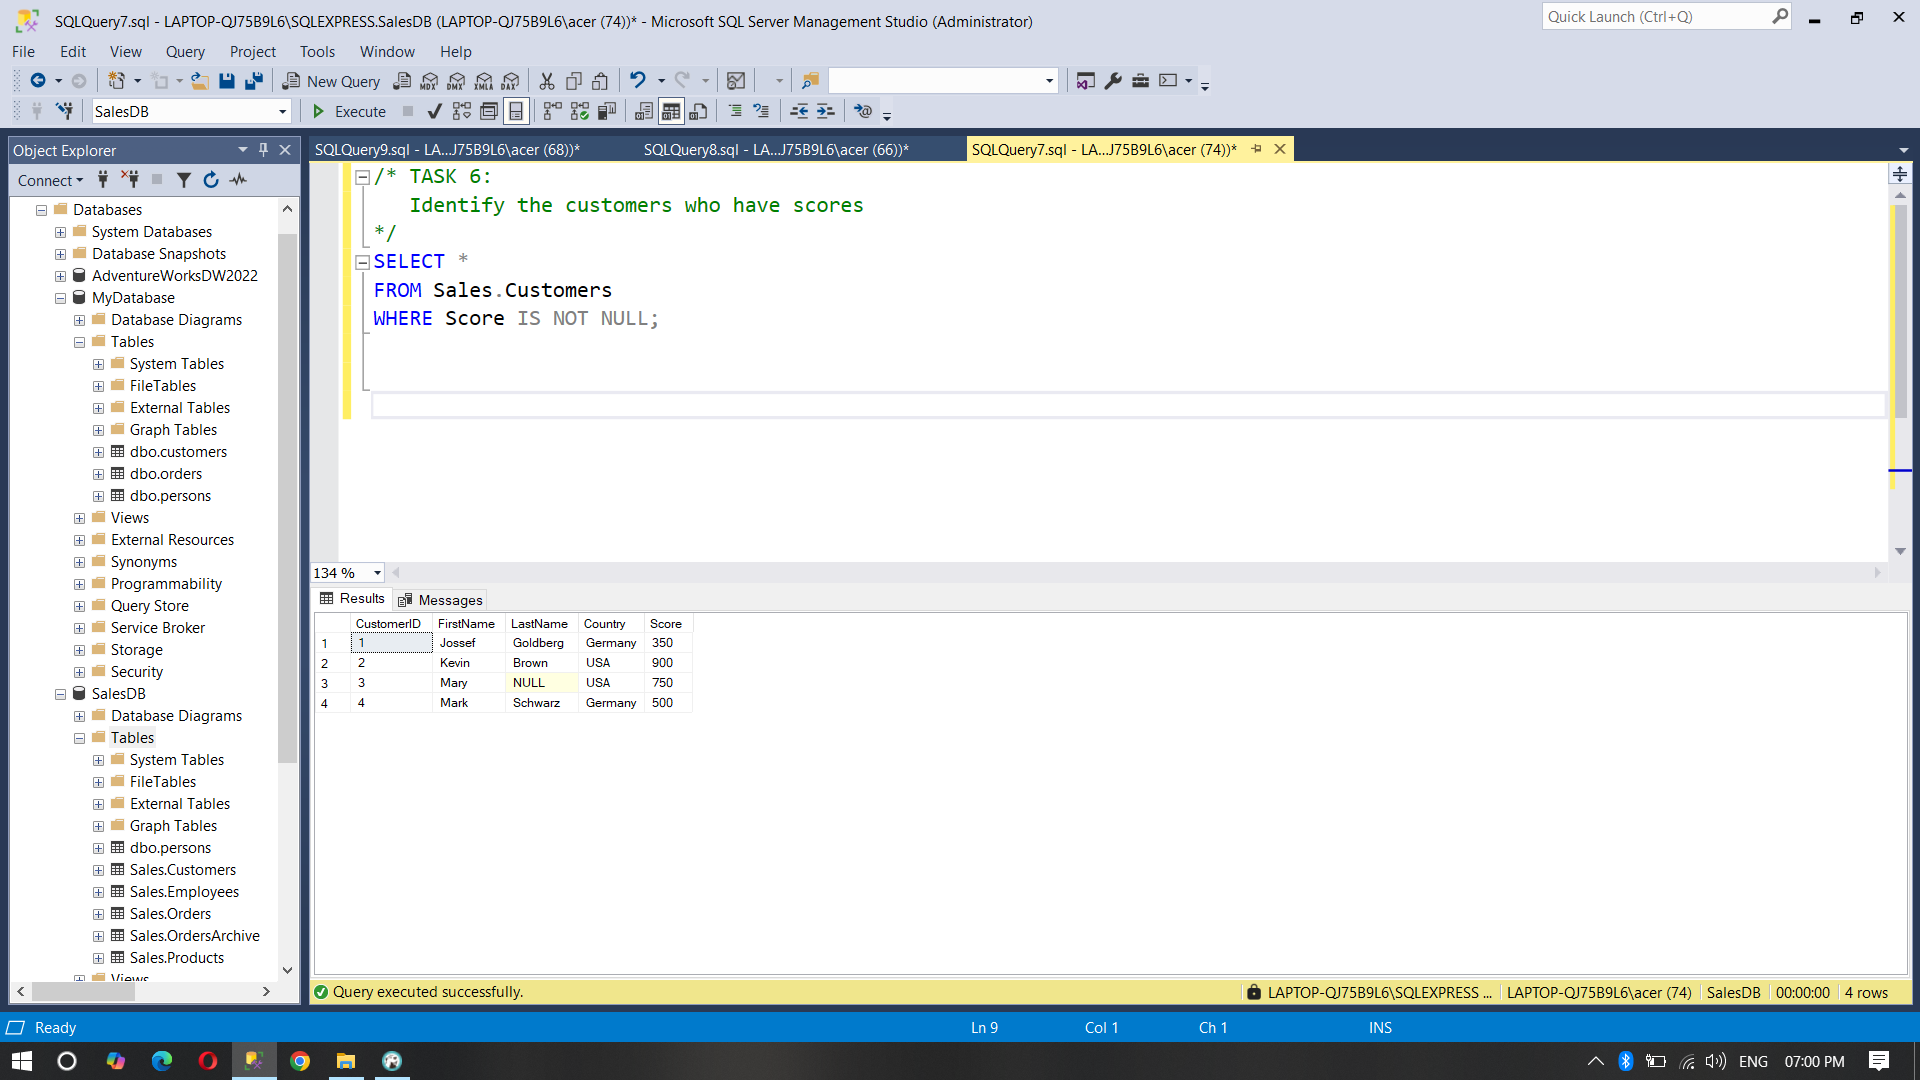 SQLQuery7.sql - LAPTOP-QJ75B9L6\SQLEXPRESS.SalesDB (LAPTOP-QJ75B9L6\acer (74))* - Microsoft SQL Server Management Studio (Administrator)
Quick Launch (Ctrl+Q)
File Edit View Query Project Tools Window Help
New Query MDX DMX XMLA DAX
SalesDB Execute
Object Explorer
SQLQuery9.sql - LA...J75B9L6\acer (68))* SQLQuery8.sql - LA...J75B9L6\acer (66))* SQLQuery7.sql - LA...J75B9L6\acer (74))*
Connect
Databases
System Databases
Database Snapshots
AdventureWorksDW2022
MyDatabase
Database Diagrams
Tables
System Tables
FileTables
External Tables
Graph Tables
dbo.customers
dbo.orders
dbo.persons
Views
External Resources
Synonyms
Programmability
Query Store
Service Broker
Storage
Security
SalesDB
Database Diagrams
Tables
System Tables
FileTables
External Tables
Graph Tables
dbo.persons
Sales.Customers
Sales.Employees
Sales.Orders
Sales.OrdersArchive
Sales.Products
Views
/* TASK 6:
Identify the customers who have scores
*/
SELECT *
FROM Sales.Customers
WHERE Score IS NOT NULL;
134 %
Results Messages
CustomerID FirstName LastName Country Score
1 1 Jossef Goldberg Germany 350
2 2 Kevin Brown USA 900
3 3 Mary NULL USA 750
4 4 Mark Schwarz Germany 500
Query executed successfully. LAPTOP-QJ75B9L6\SQLEXPRESS ... LAPTOP-QJ75B9L6\acer (74) SalesDB 00:00:00 4 rows
Ready Ln 9 Col 1 Ch 1 INS
ENG 07:00 PM